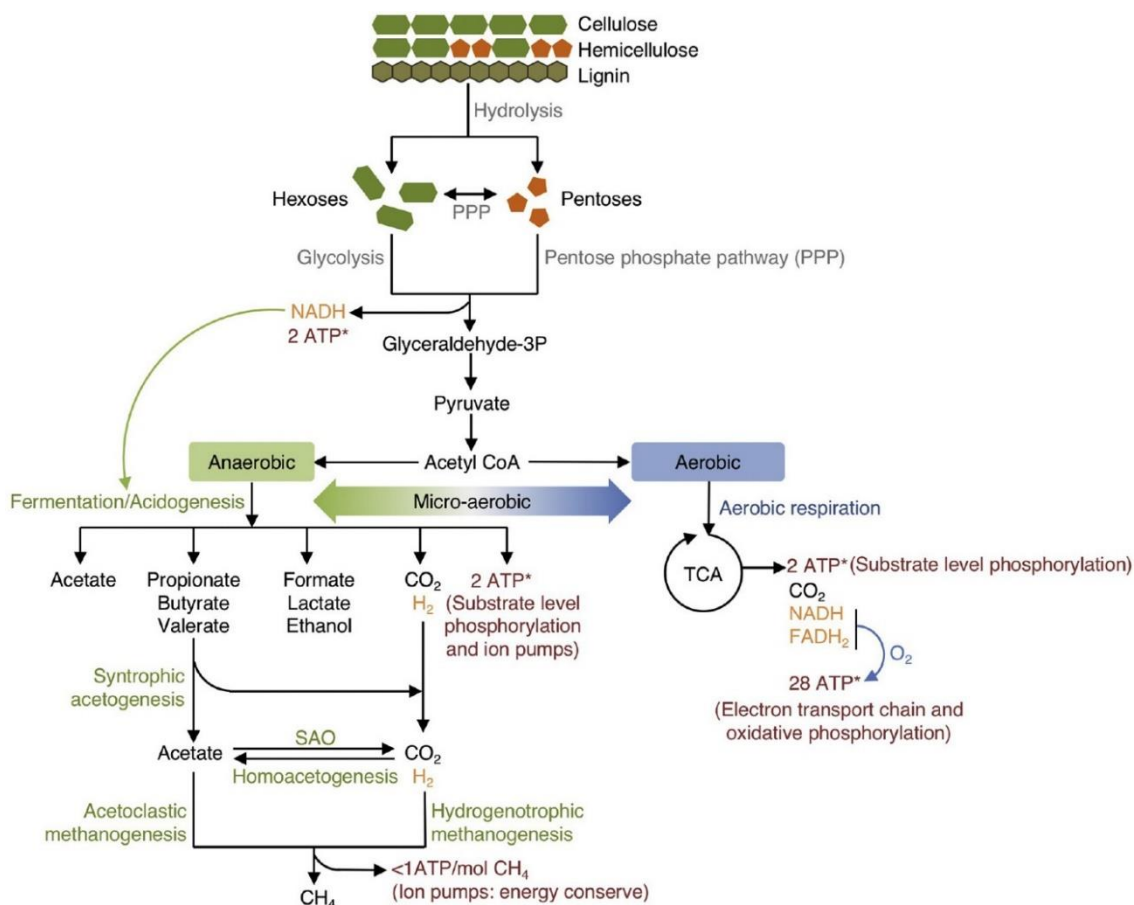 Cellulose
Hemicellulose
Lignin
Hydrolysis
Hexoses
PPP
Pentoses
Glycolysis
Pentose phosphate pathway (PPP)
NADH
2 ATP*
Glyceraldehyde-3P
Pyruvate
Anaerobic
Acetyl CoA
Aerobic
Fermentation/Acidogenesis
Micro-aerobic
Aerobic respiration
Acetate
Propionate
Butyrate
Valerate
Formate
Lactate
Ethanol
CO₂
H₂
2 ATP*
(Substrate level
phosphorylation
and ion pumps)
TCA
2 ATP* (Substrate level phosphorylation)
CO₂
NADH
FADH₂
O₂
28 ATP*
(Electron transport chain and
oxidative phosphorylation)
Syntrophic
acetogenesis
Acetate
SAO
Homoacetogenesis
CO₂
H₂
Acetoclastic
methanogenesis
Hydrogenotrophic
methanogenesis
<1ATP/mol CH₄
(Ion pumps: energy conserve)
CH₄